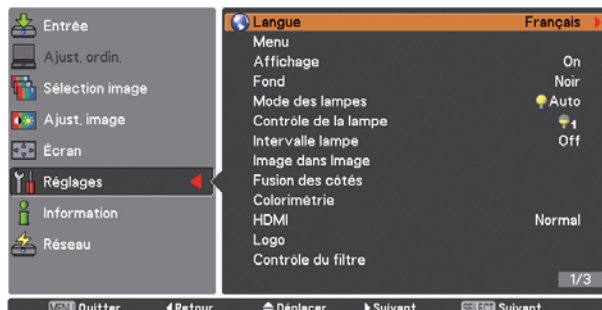 Entrée
Ajust. ordin.
Sélection image
Ajust. image
Écran
Réglages
Information
Réseau
Langue Français
Menu
Affichage On
Fond Noir
Mode des lampes Auto
Contrôle de la lampe 1
Intervalle lampe Off
Image dans Image
Fusion des côtés
Colorimétrie
HDMI Normal
Logo
Contrôle du filtre
1/3
MENU Quitter Retour Déplacer Suivant SELECT Suivant